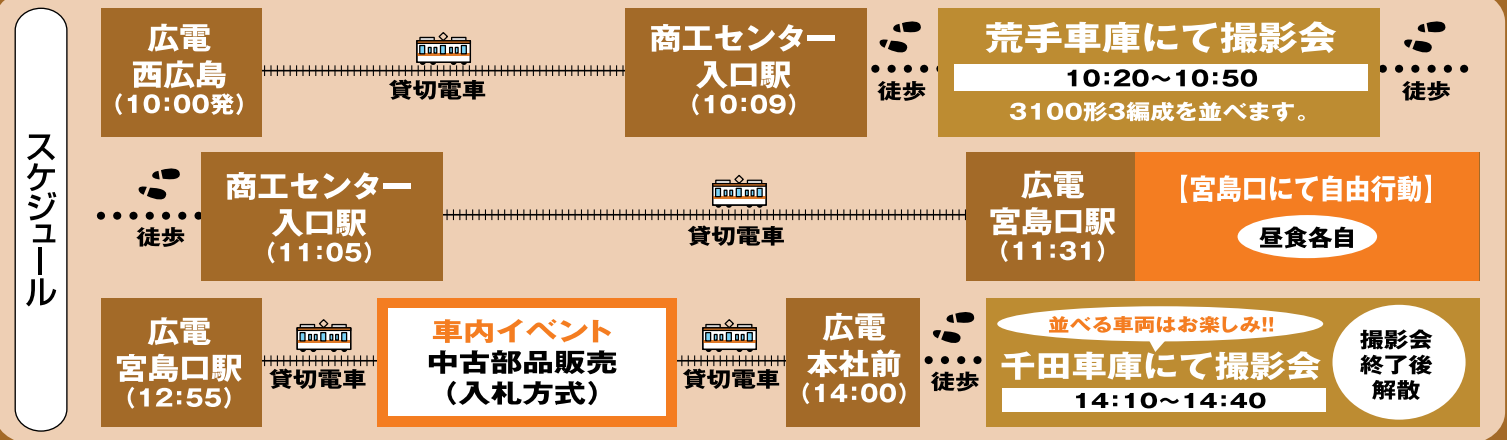 スケジュール
広電
西広島
(10:00発)
貸切電車
商工センター
入口駅
(10:09)
徒歩
荒手車庫にて撮影会
10:20〜10:50
3100形3編成を並べます。
徒歩
徒歩
商工センター
入口駅
(11:05)
貸切電車
広電
宮島口駅
(11:31)
【宮島口にて自由行動】
昼食各自
広電
宮島口駅
(12:55)
貸切電車
車内イベント
中古部品販売
(入札方式)
貸切電車
広電
本社前
(14:00)
徒歩
並べる車両はお楽しみ!!
千田車庫にて撮影会
14:10〜14:40
撮影会
終了後
解散